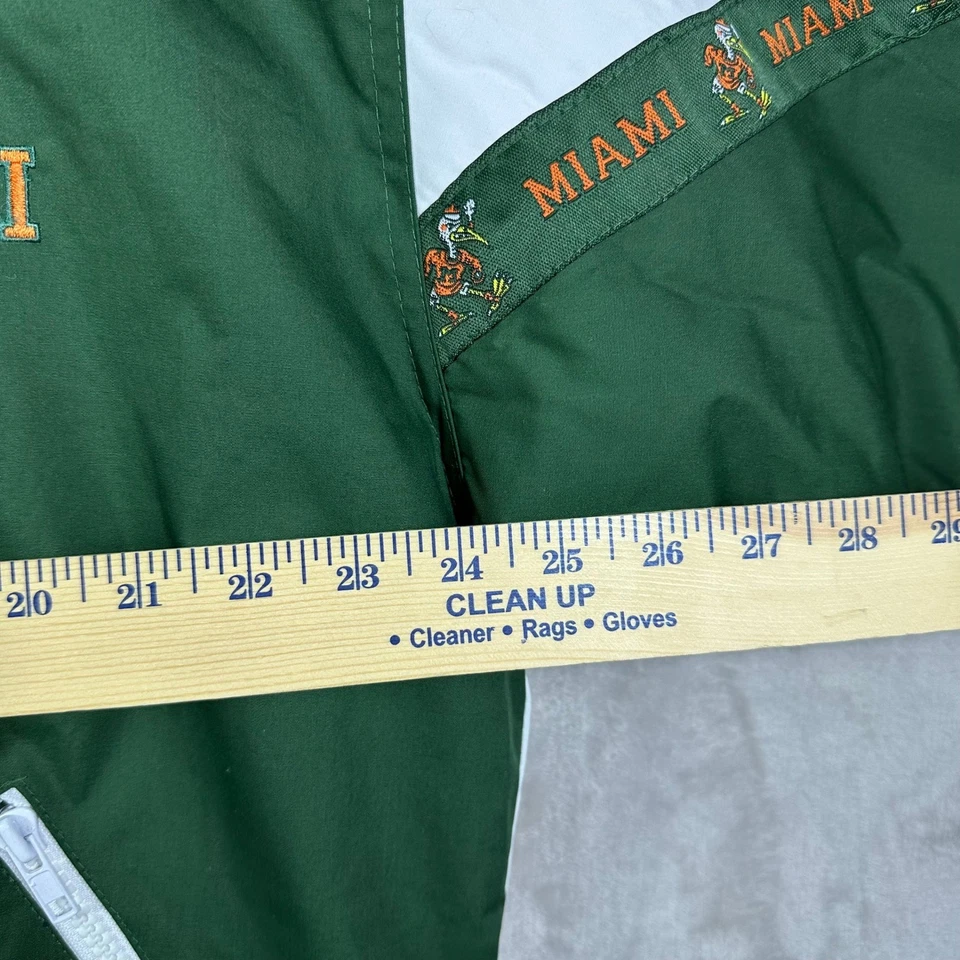 MIAMI
MIAMI
I
20 21 22 23 24 25 26 27 28 29
CLEAN UP
• Cleaner • Rags • Gloves